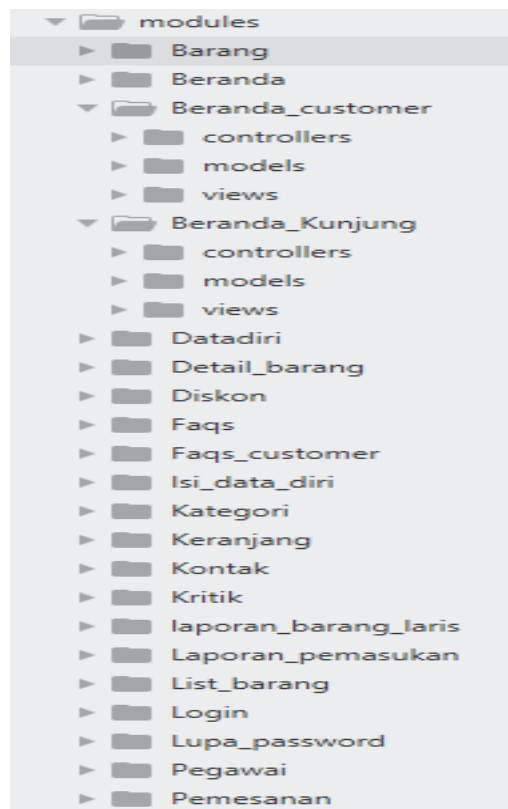 modules
Barang
Beranda
Beranda_customer
controllers
models
views
Beranda_Kunjung
controllers
models
views
Datadiri
Detail_barang
Diskon
Faqs
Faqs_customer
Isi_data_diri
Kategori
Keranjang
Kontak
Kritik
laporan_barang_laris
Laporan_pemasukan
List_barang
Login
Lupa_password
Pegawai
Pemesanan